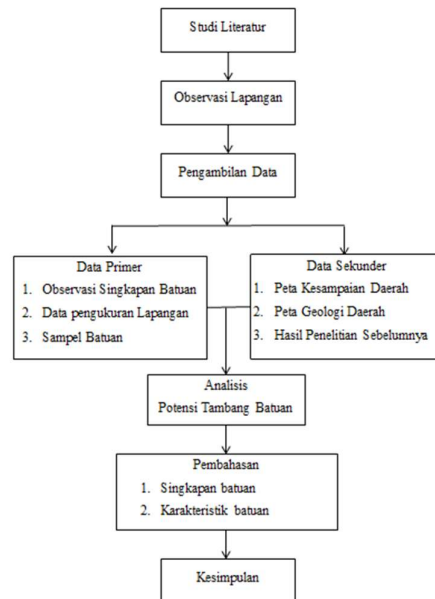 Studi Literatur
Observasi Lapangan
Pengambilan Data
Data Primer
1. Observasi Singkapan Batuan
2. Data pengukuran Lapangan
3. Sampel Batuan
Data Sekunder
1. Peta Kesampaian Daerah
2. Peta Geologi Daerah
3. Hasil Penelitian Sebelumnya
Analisis
Potensi Tambang Batuan
Pembahasan
1. Singkapan batuan
2. Karakteristik batuan
Kesimpulan